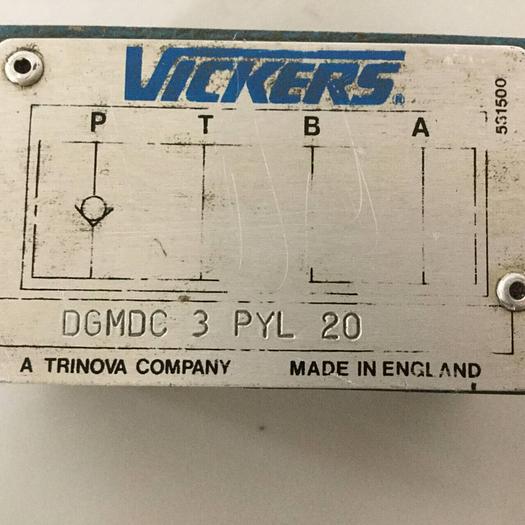 VICKERS®
P T B A
531500
DGMDC 3 PYL 20
A TRINOVA COMPANY MADE IN ENGLAND